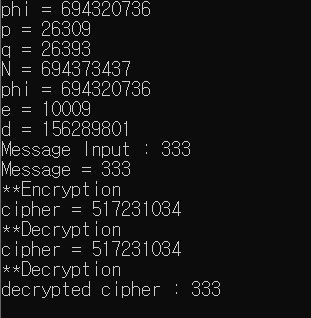 phi = 694320736
p = 26309
q = 26393
N = 694373437
phi = 694320736
e = 10009
d = 156289801
Message Input : 333
Message = 333
**Encryption
cipher = 517231034
**Decryption
cipher = 517231034
**Decryption
decrypted cipher : 333